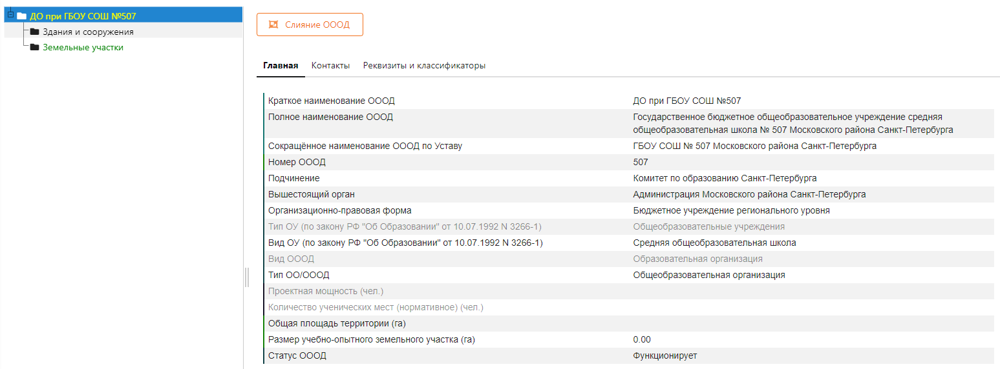 ДО при ГБОУ СОШ №507
Здания и сооружения
Земельные участки
Слияние ОООД
Главная Контакты Реквизиты и классификаторы
Краткое наименование ОООД ДО при ГБОУ СОШ №507
Полное наименование ОООД Государственное бюджетное общеобразовательное учреждение средняя
общеобразовательная школа № 507 Московского района Санкт-Петербурга
Сокращённое наименование ОООД по Уставу ГБОУ СОШ № 507 Московского района Санкт-Петербурга
Номер ОООД 507
Подчинение Комитет по образованию Санкт-Петербурга
Вышестоящий орган Администрация Московского района Санкт-Петербурга
Организационно-правовая форма Бюджетное учреждение регионального уровня
Тип ОУ (по закону РФ "Об Образовании" от 10.07.1992 N 3266-1) Общеобразовательные учреждения
Вид ОУ (по закону РФ "Об Образовании" от 10.07.1992 N 3266-1) Средняя общеобразовательная школа
Вид ОООД Образовательная организация
Тип ОО/ОООД Общеобразовательная организация
Проектная мощность (чел.)
Количество ученических мест (нормативное) (чел.)
Общая площадь территории (га)
Размер учебно-опытного земельного участка (га) 0.00
Статус ОООД Функционирует